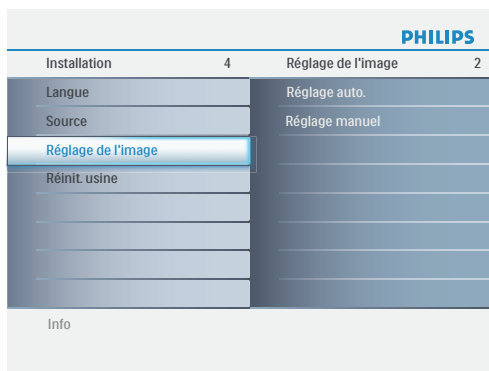 PHILIPS
Installation 4 Réglage de l'image 2
Langue Réglage auto.
Source Réglage manuel
Réglage de l'image
Réinit. usine
Info